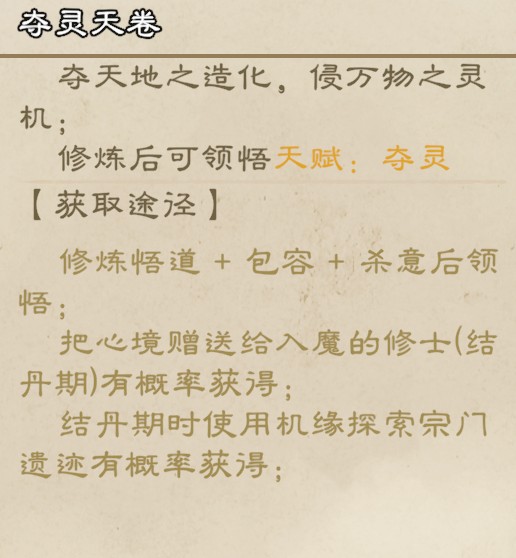 夺灵天卷
夺天地之造化，侵万物之灵
机；
修炼后可领悟天赋：夺灵
【获取途径】
修炼悟道 + 包容 + 杀意后领
悟；
把心境赠送给入魔的修士(结
丹期)有概率获得；
结丹期时使用机缘探索宗门
遗迹有概率获得；